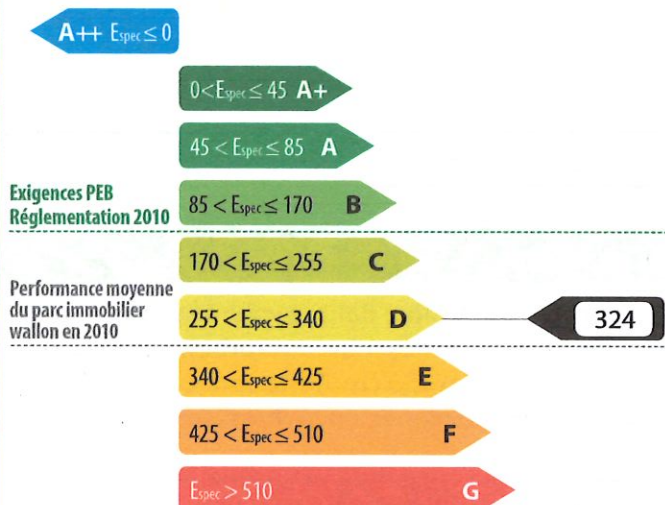 A++ Espec ≤ 0
0 < Espec ≤ 45 A+
45 < Espec ≤ 85 A
Exigences PEB
Réglementation 2010
85 < Espec ≤ 170 B
170 < Espec ≤ 255 C
Performance moyenne
du parc immobilier
wallon en 2010
255 < Espec ≤ 340 D
324
340 < Espec ≤ 425 E
425 < Espec ≤ 510 F
Espec > 510 G